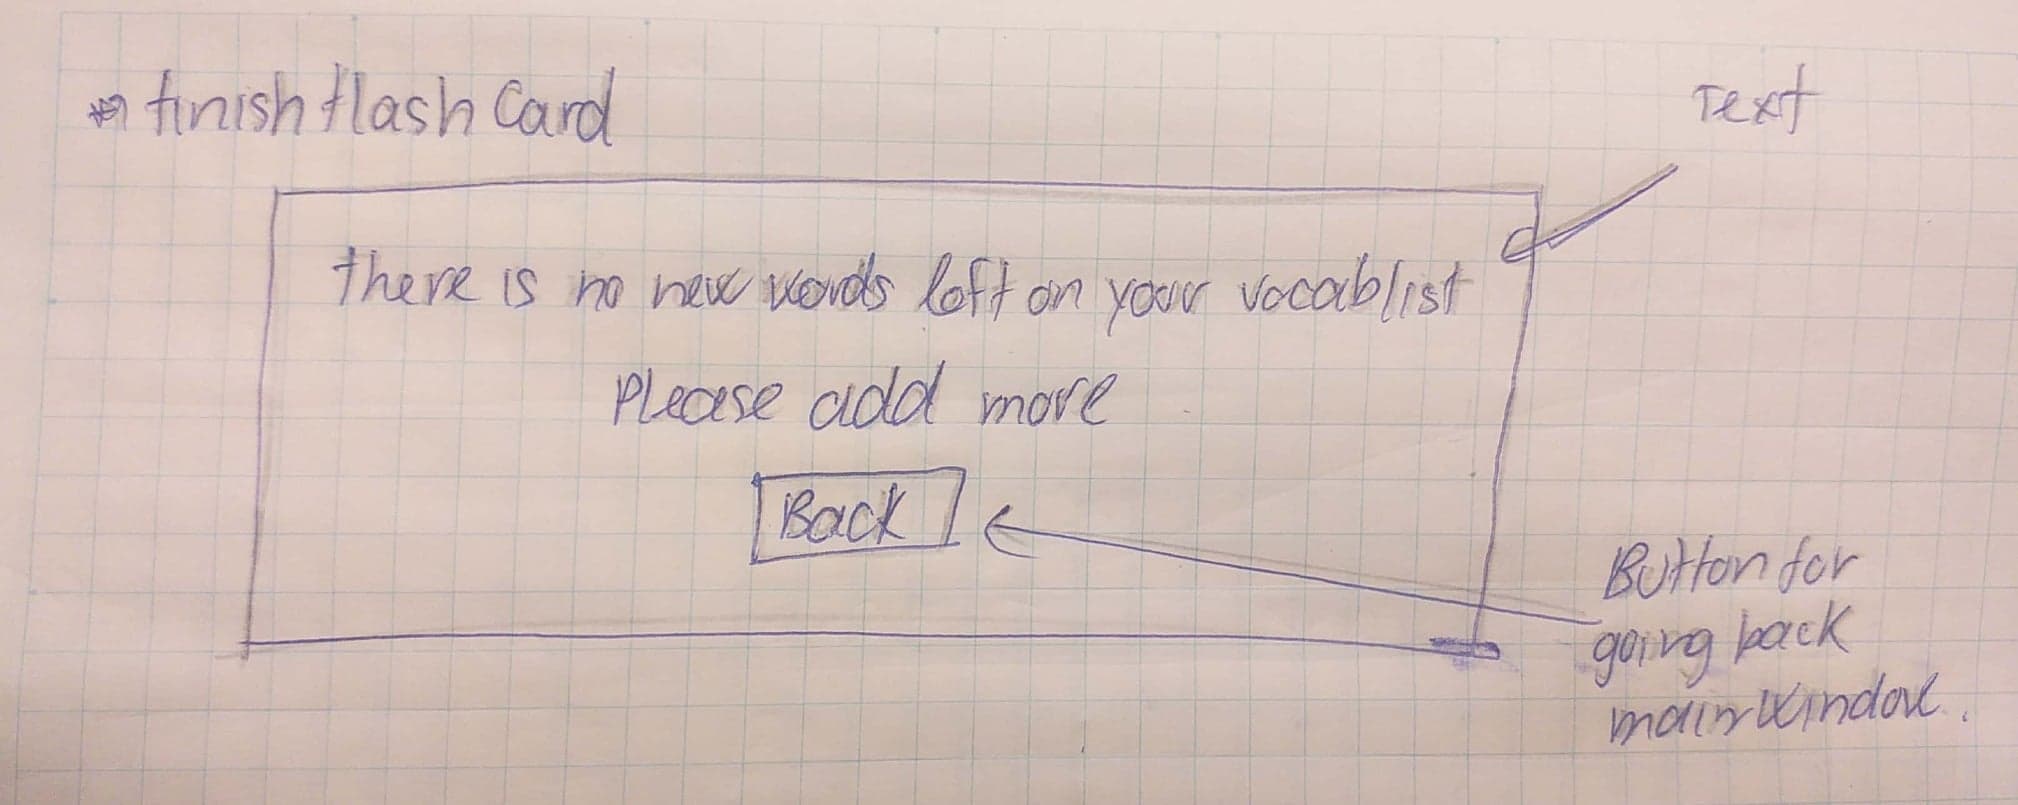 finish flash Card
Text
there is no new words left on your vocablist
Please add more
Back
Button for
going back
main window.